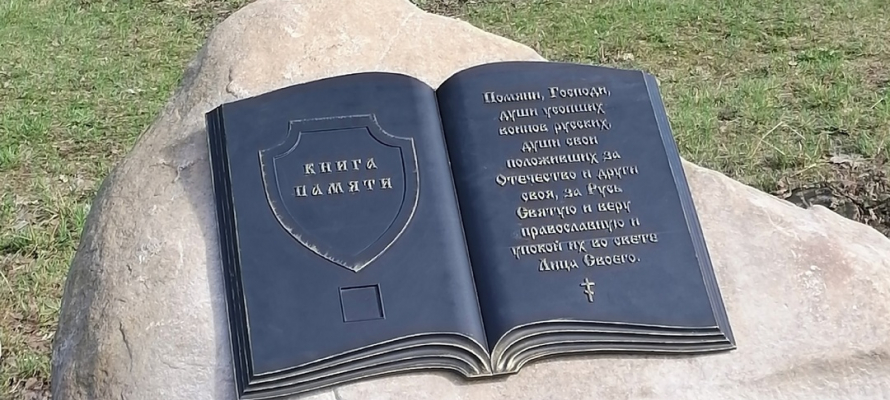 КНИГА
ПАМЯТИ
Помяни, Господи,
души усопших
воинов русских,
души свои
положивших за
Отечество и други
своя, за Русь
Святую и веру
православную и
упокой их во свете
Лица Своего.